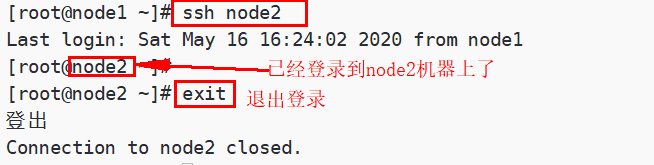 [root@node1 ~]# ssh node2
Last login: Sat May 16 16:24:02 2020 from node1
[root@node2 ~]# 已经登录到node2机器上了
[root@node2 ~]# exit 退出登录
登出
Connection to node2 closed.